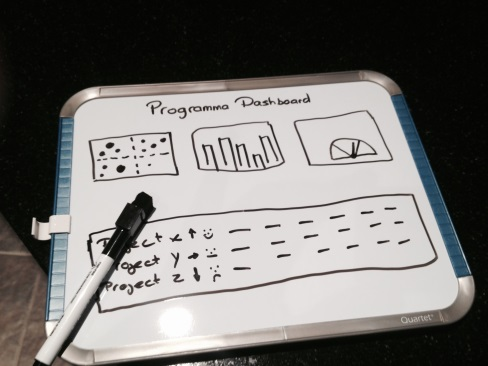 Programma Dashboard
Project x ↑
Project Y →
Project Z ↓
Quartet